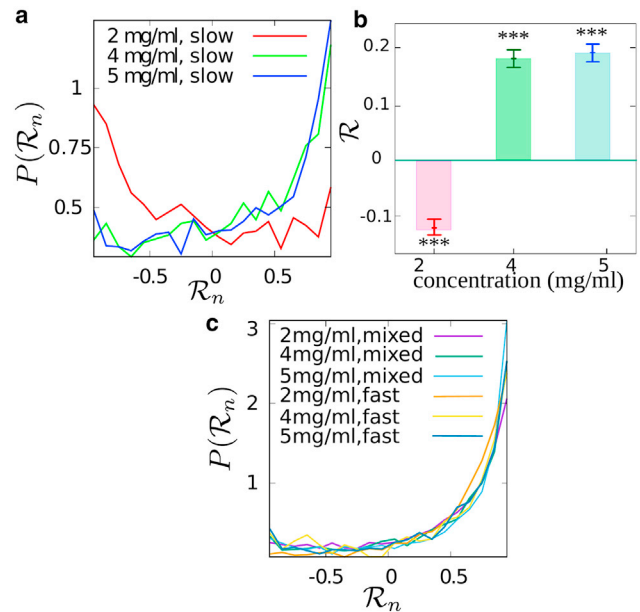 a
2 mg/ml, slow
4 mg/ml, slow
5 mg/ml, slow
P(ℛn)
1
0.75
0.5
-0.5 0 0.5
ℛn
b
*** ***
0.2
0.1
0
-0.1
ℛ
***
2 4 5
concentration (mg/ml)
c
2mg/ml,mixed
4mg/ml,mixed
5mg/ml,mixed
2mg/ml,fast
4mg/ml,fast
5mg/ml,fast
P(ℛn)
3
2
1
-0.5 0 0.5
ℛn